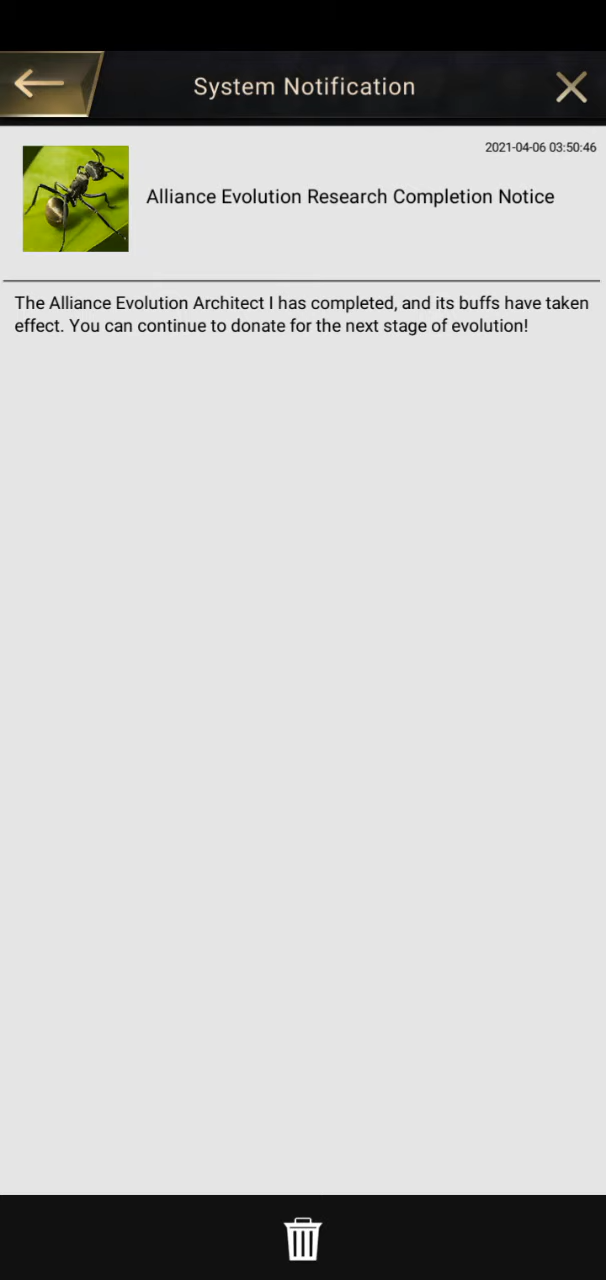 System Notification
2021-04-06 03:50:46
Alliance Evolution Research Completion Notice
The Alliance Evolution Architect I has completed, and its buffs have taken
effect. You can continue to donate for the next stage of evolution!